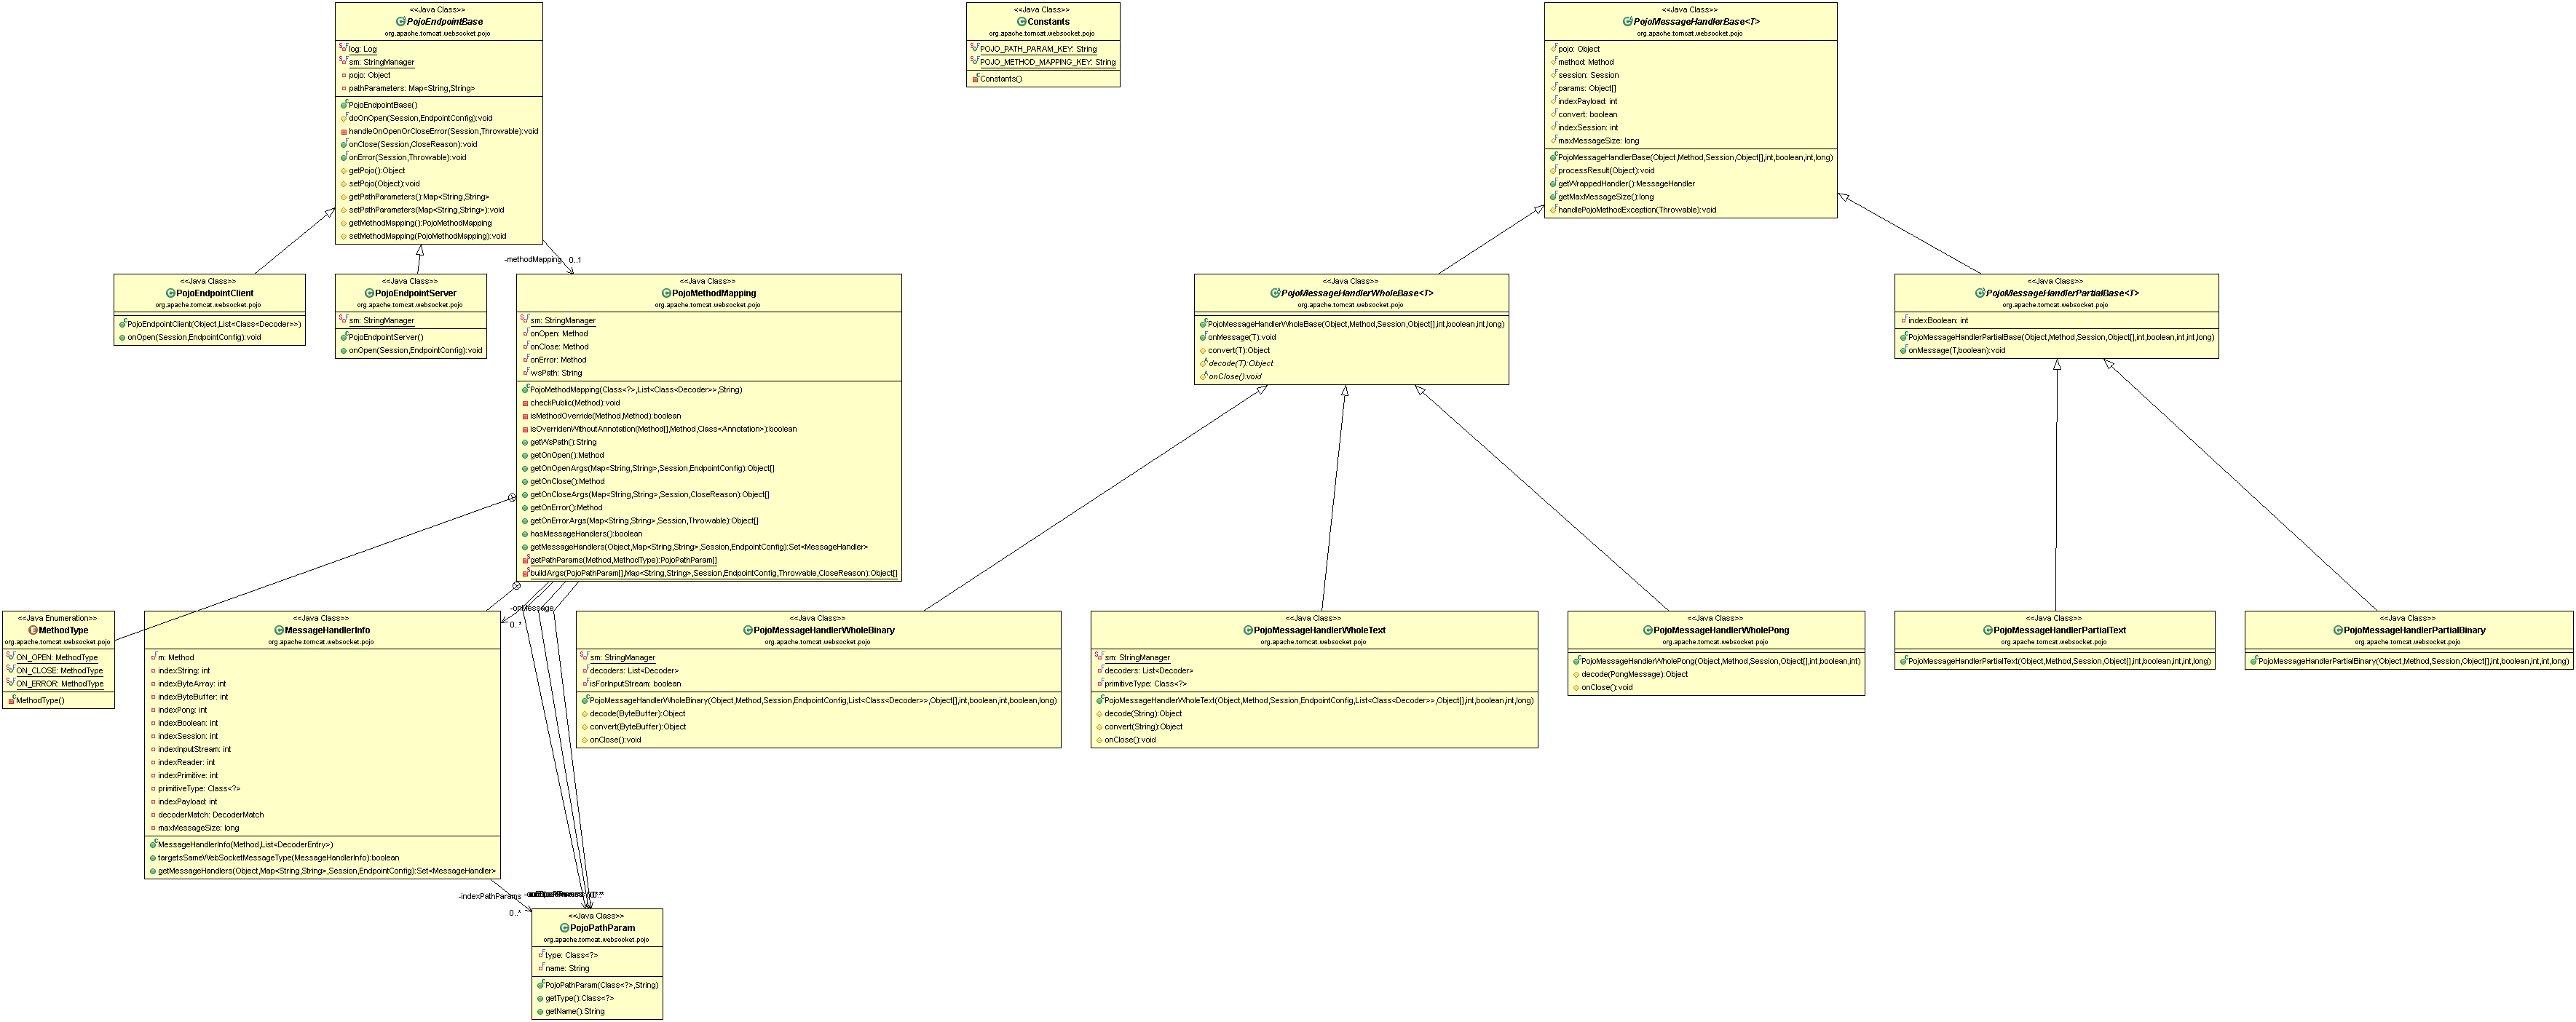 <<Java Class>>
PojoEndpointBase
org.apache.tomcat.websocket.pojo
log: Log
sm: StringManager
pojo: Object
pathParameters: Map<String,String>
PojoEndpointBase()
doOnOpen(Session,EndpointConfig):void
handleOnOpenOrCloseError(Session,Throwable):void
onClose(Session,CloseReason):void
onError(Session,Throwable):void
getPojo():Object
setPojo(Object):void
getPathParameters():Map<String,String>
setPathParameters(Map<String,String>):void
getMethodMapping():PojoMethodMapping
setMethodMapping(PojoMethodMapping):void
<<Java Class>>
Constants
org.apache.tomcat.websocket.pojo
POJO_PATH_PARAM_KEY: String
POJO_METHOD_MAPPING_KEY: String
Constants()
<<Java Class>>
PojoMessageHandlerBase<T>
org.apache.tomcat.websocket.pojo
pojo: Object
method: Method
session: Session
params: Object[]
indexPayload: int
convert: boolean
indexSession: int
maxMessageSize: long
PojoMessageHandlerBase(Object,Method,Session,Object[],int,boolean,int,long)
processResult(Object):void
getWrappedHandler():MessageHandler
getMaxMessageSize():long
handlePojoMethodException(Throwable):void
-methodMapping
0..1
<<Java Class>>
PojoEndpointClient
org.apache.tomcat.websocket.pojo
PojoEndpointClient(Object,List<Class<Decoder>>)
onOpen(Session,EndpointConfig):void
<<Java Class>>
PojoEndpointServer
org.apache.tomcat.websocket.pojo
sm: StringManager
PojoEndpointServer()
onOpen(Session,EndpointConfig):void
<<Java Class>>
PojoMethodMapping
org.apache.tomcat.websocket.pojo
sm: StringManager
onOpen: Method
onClose: Method
onError: Method
wsPath: String
PojoMethodMapping(Class<?>,List<Class<Decoder>>,String)
checkPublic(Method):void
isMethodOverride(Method,Method):boolean
isOverridenWithoutAnnotation(Method[],Method,Class<Annotation>):boolean
getWsPath():String
getOnOpen():Method
getOnOpenArgs(Map<String,String>,Session,EndpointConfig):Object[]
getOnClose():Method
getOnCloseArgs(Map<String,String>,Session,CloseReason):Object[]
getOnError():Method
getOnErrorArgs(Map<String,String>,Session,Throwable):Object[]
hasMessageHandlers():boolean
getMessageHandlers(Object,Map<String,String>,Session,EndpointConfig):Set<MessageHandler>
getPathParams(Method,MethodType):PojoPathParam[]
buildArgs(PojoPathParam[],Map<String,String>,Session,EndpointConfig,Throwable,CloseReason):Object[]
<<Java Class>>
PojoMessageHandlerWholeBase<T>
org.apache.tomcat.websocket.pojo
PojoMessageHandlerWholeBase(Object,Method,Session,Object[],int,boolean,int,long)
onMessage(T):void
convert(T):Object
decode(T):Object
onClose():void
<<Java Class>>
PojoMessageHandlerPartialBase<T>
org.apache.tomcat.websocket.pojo
indexBoolean: int
PojoMessageHandlerPartialBase(Object,Method,Session,Object[],int,boolean,int,int,long)
onMessage(T,boolean):void
<<Java Enumeration>>
MethodType
org.apache.tomcat.websocket.pojo
ON_OPEN: MethodType
ON_CLOSE: MethodType
ON_ERROR: MethodType
MethodType()
<<Java Class>>
MessageHandlerInfo
org.apache.tomcat.websocket.pojo
m: Method
indexString: int
indexByteArray: int
indexByteBuffer: int
indexPong: int
indexBoolean: int
indexSession: int
indexInputStream: int
indexReader: int
indexPrimitive: int
primitiveType: Class<?>
indexPayload: int
decoderMatch: DecoderMatch
maxMessageSize: long
MessageHandlerInfo(Method,List<DecoderEntry>)
targetsSameWebSocketMessageType(MessageHandlerInfo):boolean
getMessageHandlers(Object,Map<String,String>,Session,EndpointConfig):Set<MessageHandler>
-onMessage
0..*
<<Java Class>>
PojoMessageHandlerWholeBinary
org.apache.tomcat.websocket.pojo
sm: StringManager
decoders: List<Decoder>
isForInputStream: boolean
PojoMessageHandlerWholeBinary(Object,Method,Session,EndpointConfig,List<Class<Decoder>>,Object[],int,boolean,int,boolean,long)
decode(ByteBuffer):Object
convert(ByteBuffer):Object
onClose():void
<<Java Class>>
PojoMessageHandlerWholeText
org.apache.tomcat.websocket.pojo
sm: StringManager
decoders: List<Decoder>
primitiveType: Class<?>
PojoMessageHandlerWholeText(Object,Method,Session,EndpointConfig,List<Class<Decoder>>,Object[],int,boolean,int,long)
decode(String):Object
convert(String):Object
onClose():void
<<Java Class>>
PojoMessageHandlerWholePong
org.apache.tomcat.websocket.pojo
PojoMessageHandlerWholePong(Object,Method,Session,Object[],int,boolean,int)
decode(PongMessage):Object
onClose():void
<<Java Class>>
PojoMessageHandlerPartialText
org.apache.tomcat.websocket.pojo
PojoMessageHandlerPartialText(Object,Method,Session,Object[],int,boolean,int,int,long)
<<Java Class>>
PojoMessageHandlerPartialBinary
org.apache.tomcat.websocket.pojo
PojoMessageHandlerPartialBinary(Object,Method,Session,Object[],int,boolean,int,int,long)
-indexPathParams
0..*
<<Java Class>>
PojoPathParam
org.apache.tomcat.websocket.pojo
type: Class<?>
name: String
PojoPathParam(Class<?>,String)
getType():Class<?>
getName():String